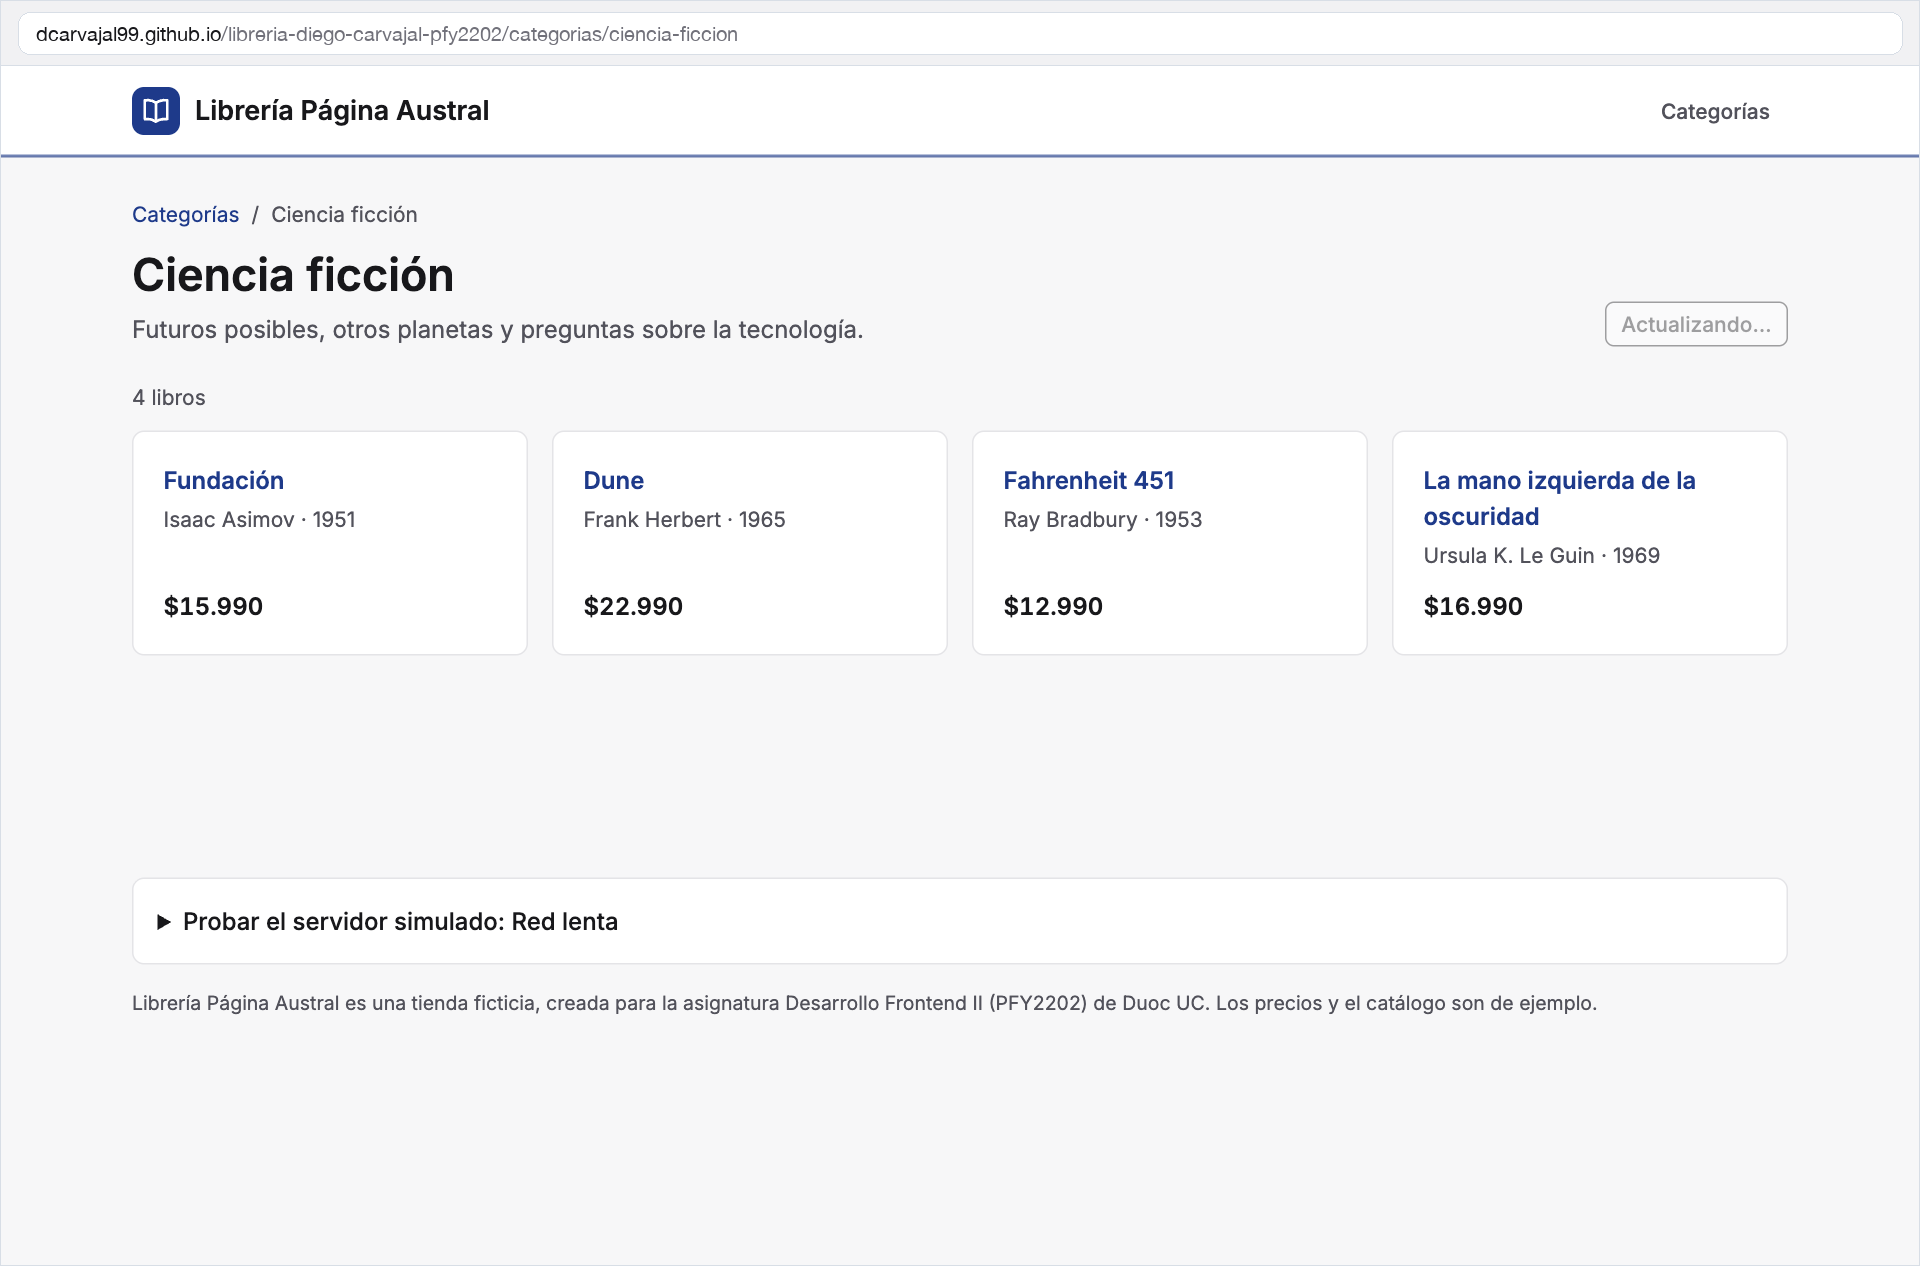 dcarvajal99.github.io/libreria-diego-carvajal-pfy2202/categorias/ciencia-ficcion
Librería Página Austral
Categorías
Categorías / Ciencia ficción
Ciencia ficción
Futuros posibles, otros planetas y preguntas sobre la tecnología.
Actualizando...
4 libros
Fundación
Isaac Asimov · 1951
$15.990
Dune
Frank Herbert · 1965
$22.990
Fahrenheit 451
Ray Bradbury · 1953
$12.990
La mano izquierda de la
oscuridad
Ursula K. Le Guin · 1969
$16.990
Probar el servidor simulado: Red lenta
Librería Página Austral es una tienda ficticia, creada para la asignatura Desarrollo Frontend II (PFY2202) de Duoc UC. Los precios y el catálogo son de ejemplo.